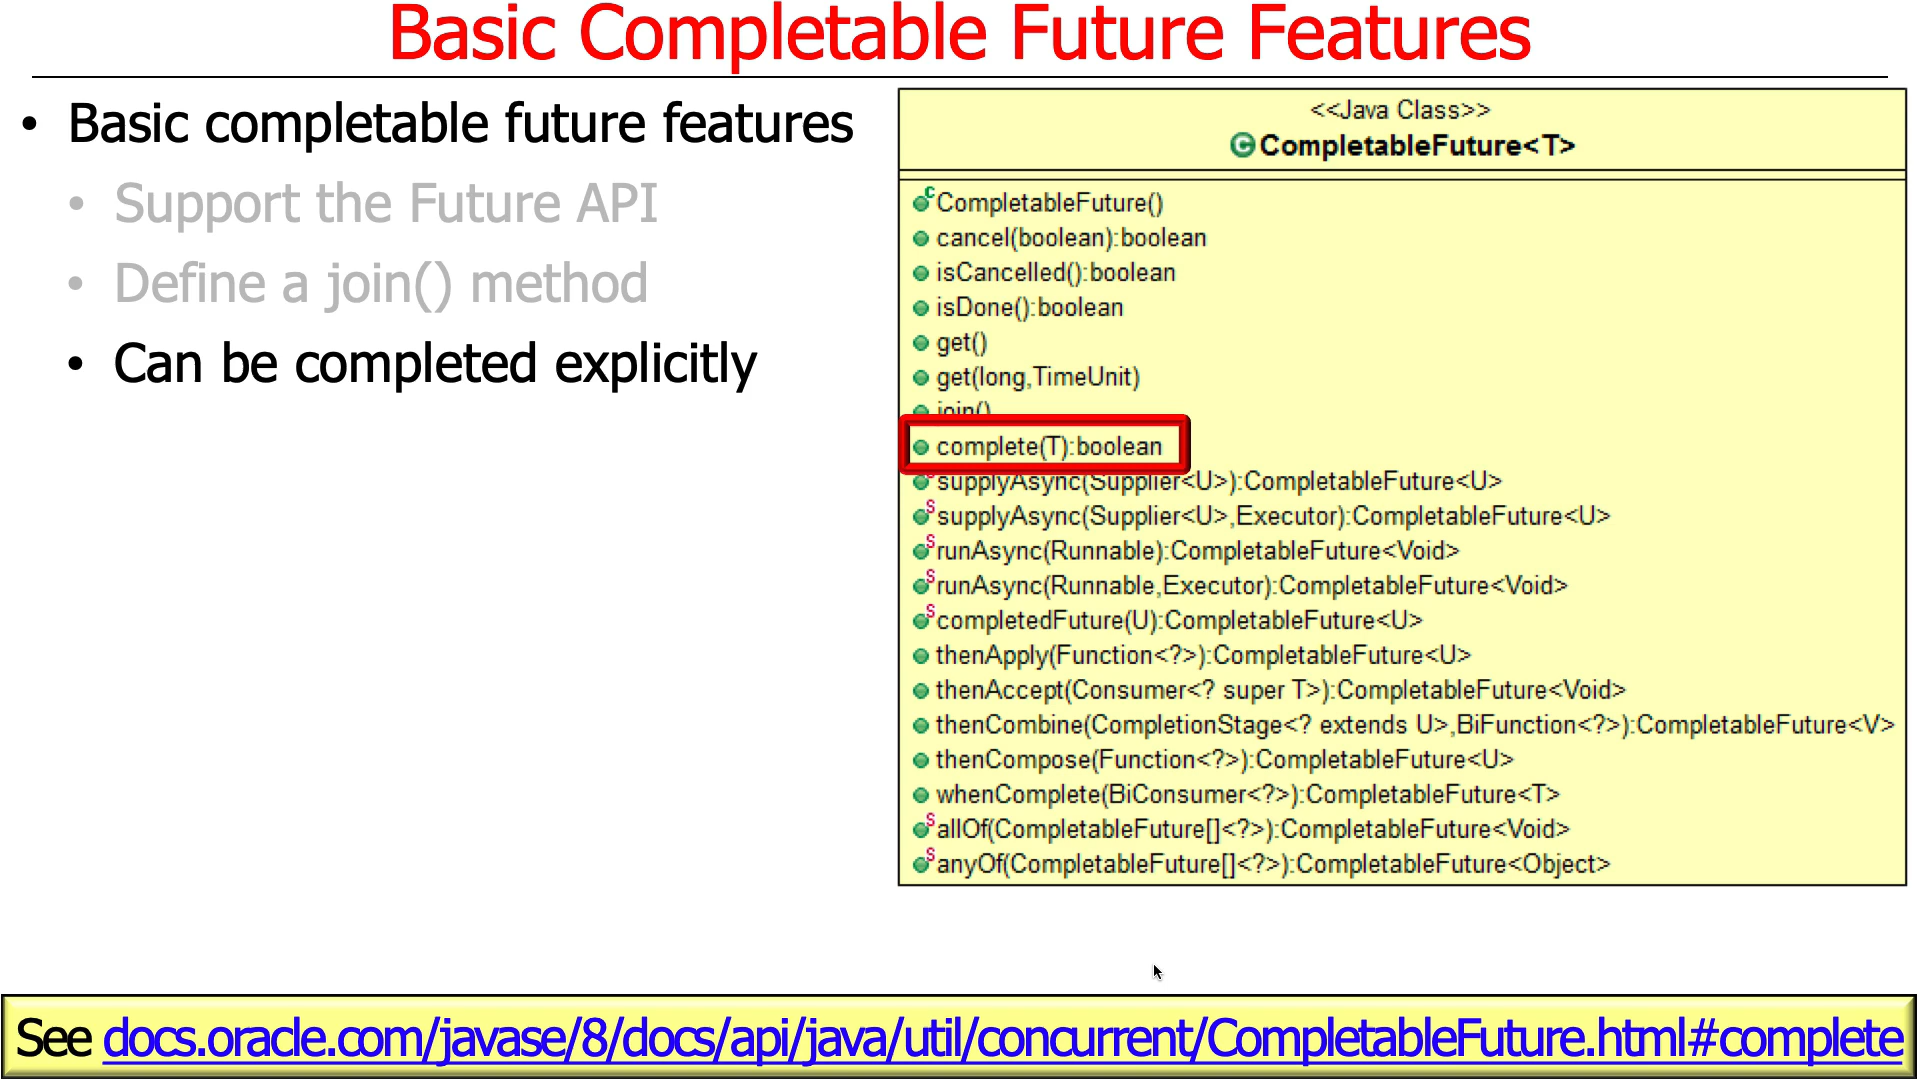 Basic Completable Future Features
• Basic completable future features
• Support the Future API
• Define a join() method
• Can be completed explicitly
<<Java Class>>
C CompletableFuture<T>
C CompletableFuture()
cancel(boolean):boolean
isCancelled():boolean
isDone():boolean
get()
get(long,TimeUnit)
join()
complete(T):boolean
S supplyAsync(Supplier<U>):CompletableFuture<U>
S supplyAsync(Supplier<U>,Executor):CompletableFuture<U>
S runAsync(Runnable):CompletableFuture<Void>
S runAsync(Runnable,Executor):CompletableFuture<Void>
S completedFuture(U):CompletableFuture<U>
thenApply(Function<?>):CompletableFuture<U>
thenAccept(Consumer<? super T>):CompletableFuture<Void>
thenCombine(CompletionStage<? extends U>,BiFunction<?>):CompletableFuture<V>
thenCompose(Function<?>):CompletableFuture<U>
whenComplete(BiConsumer<?>):CompletableFuture<T>
S allOf(CompletableFuture[]<?>):CompletableFuture<Void>
S anyOf(CompletableFuture[]<?>):CompletableFuture<Object>
See docs.oracle.com/javase/8/docs/api/java/util/concurrent/CompletableFuture.html#complete